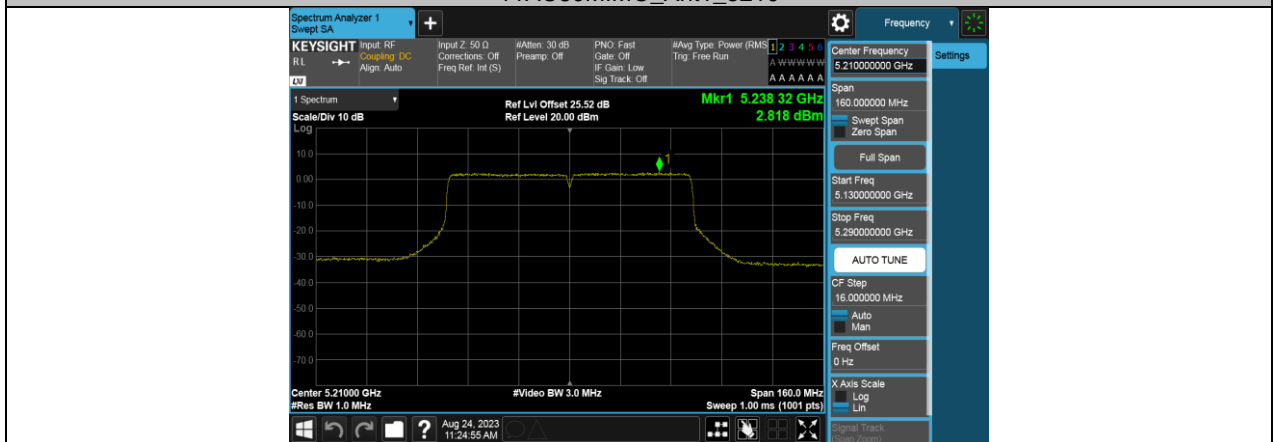 Spectrum Analyzer 1
Swept SA
+
Frequency
KEYSIGHT
RL
LXI
Input: RF
Coupling: DC
Align: Auto
Input Z: 50 Ω
Corrections: Off
Freq Ref: Int (S)
#Atten: 30 dB
Preamp: Off
PNO: Fast
Gate: Off
IF Gain: Low
Sig Track: Off
#Avg Type: Power (RMS
Trig: Free Run
1 2 3 4 5 6
A W W W W W
A A A A A A
Center Frequency
5.210000000 GHz
Settings
1 Spectrum
Scale/Div 10 dB
Log
Ref Lvl Offset 25.52 dB
Ref Level 20.00 dBm
Mkr1 5.238 32 GHz
2.818 dBm
Span
160.000000 MHz
Swept Span
Zero Span
Full Span
Start Freq
5.130000000 GHz
Stop Freq
5.290000000 GHz
AUTO TUNE
CF Step
16.000000 MHz
Auto
Man
Freq Offset
0 Hz
X Axis Scale
Log
Lin
Signal Track
(Span Zoom)
10.0
0.00
-10.0
-20.0
-30.0
-40.0
-50.0
-60.0
-70.0
1
Center 5.21000 GHz
#Res BW 1.0 MHz
#Video BW 3.0 MHz
Span 160.0 MHz
Sweep 1.00 ms (1001 pts)
?
Aug 24, 2023
11:24:55 AM